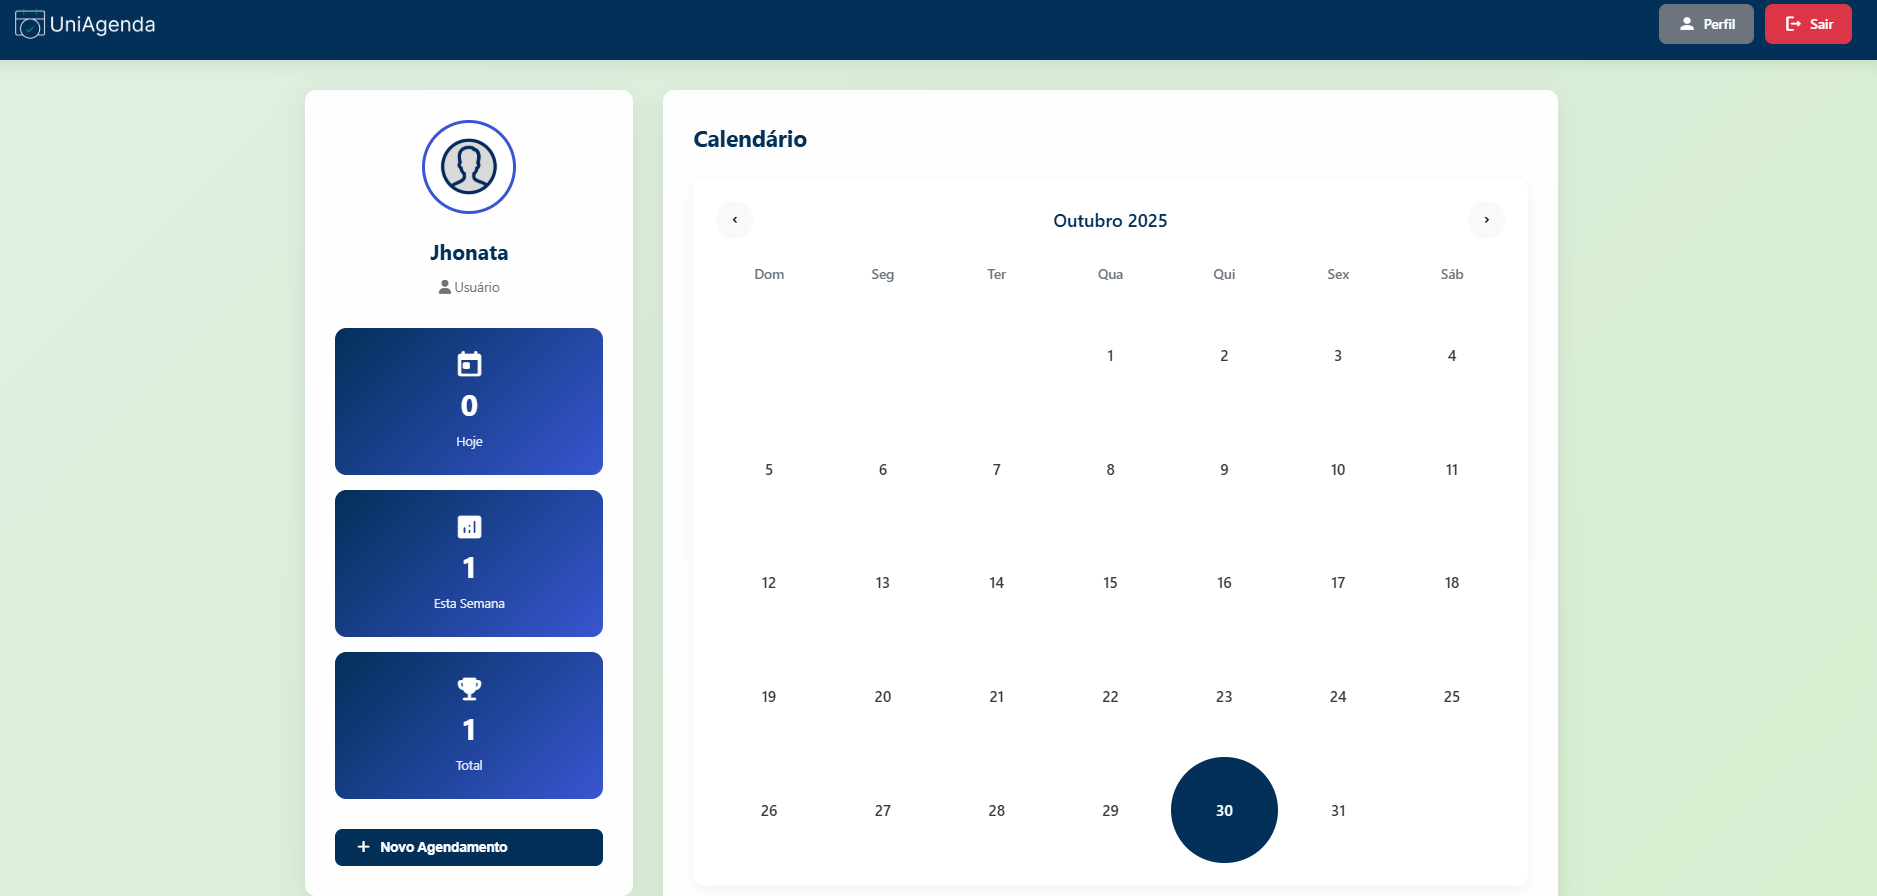 UniAgenda
Perfil
Sair
Jhonata
Usuário
0
Hoje
1
Esta Semana
1
Total
+ Novo Agendamento
Calendário
‹ Outubro 2025 ›
Dom Seg Ter Qua Qui Sex Sáb
1 2 3 4
5 6 7 8 9 10 11
12 13 14 15 16 17 18
19 20 21 22 23 24 25
26 27 28 29 30 31